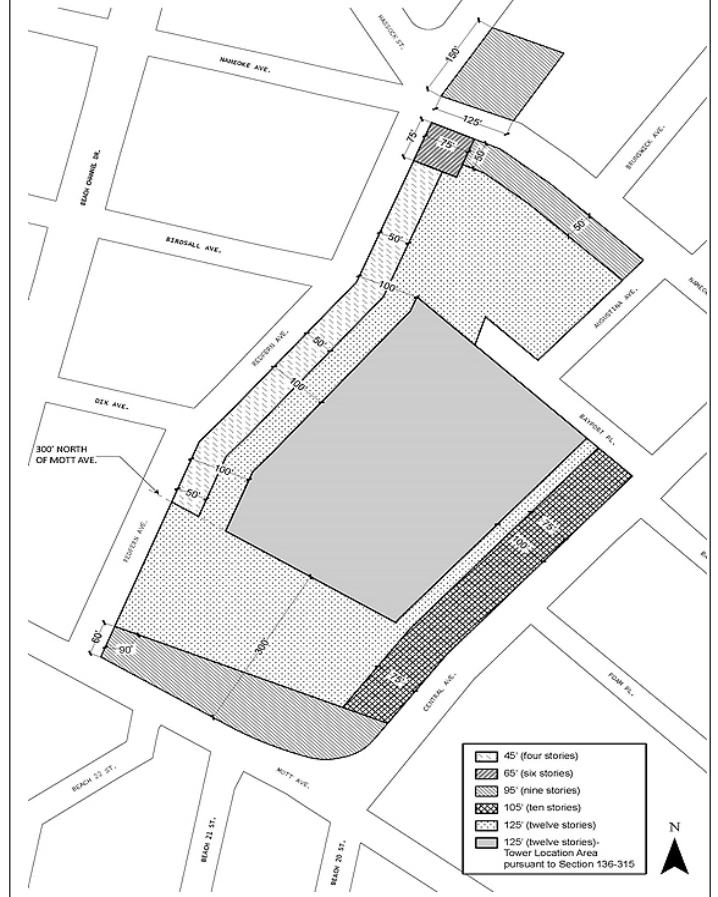 HASSOCK ST.
NAMEOKE AVE.
150'
125'
75'
75'
50'
BRUNSWICK AVE.
BEACH CHANNEL DR.
BIRDSALL AVE.
50'
50'
100'
AUGUSTINA AVE.
REDFERN AVE.
50'
100'
DIX AVE.
BAYPORT PL.
300' NORTH
OF MOTT AVE.
100'
50'
75'
100'
REDFERN AVE.
60'
90'
300'
75'
CENTRAL AVE.
FOAM PL.
BEACH 22 ST.
MOTT AVE.
BEACH 21 ST.
BEACH 20 ST.
45' (four stories)
65' (six stories)
95' (nine stories)
105' (ten stories)
125' (twelve stories)
125' (twelve stories)-
Tower Location Area
pursuant to Section 136-315
N